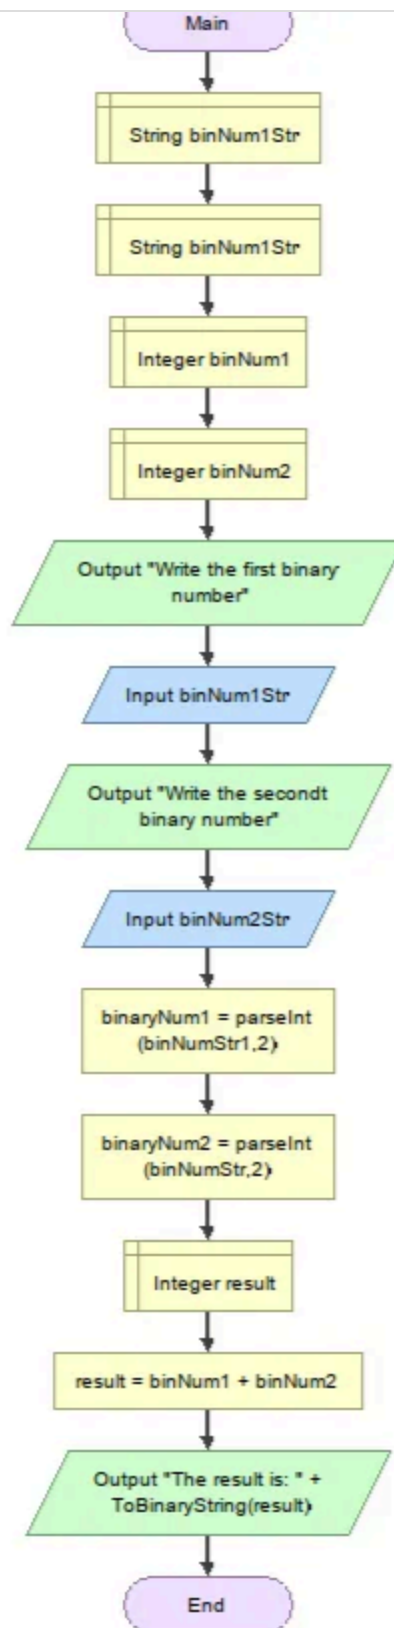 Main
String binNum1Str
String binNum1Str
Integer binNum1
Integer binNum2
Output "Write the first binary
number"
Input binNum1Str
Output "Write the secondt
binary number"
Input binNum2Str
binaryNum1 = parseInt
(binNumStr1,2)
binaryNum2 = parseInt
(binNumStr,2)
Integer result
result = binNum1 + binNum2
Output "The result is: " +
ToBinaryString(result)
End